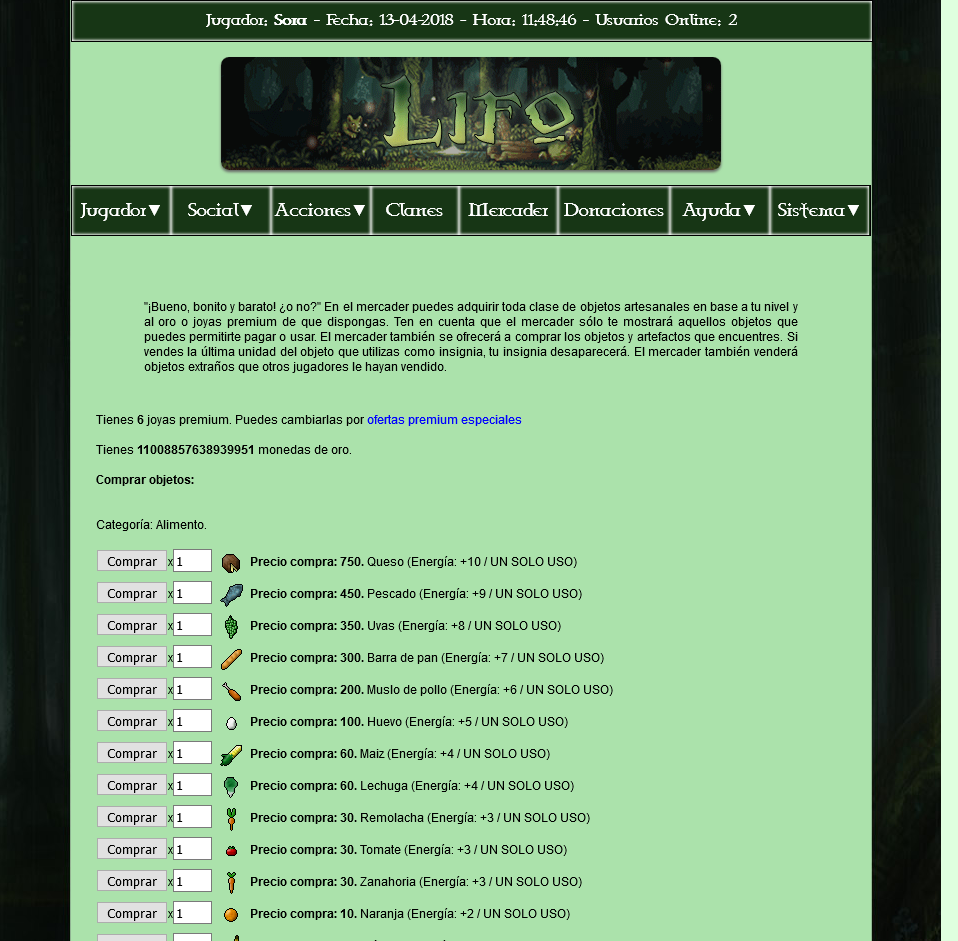 Jugador: Sora - Fecha: 13-04-2018 - Hora: 11:48:46 - Usuarios Online: 2
Lifo
Jugador▼ Social▼ Acciones▼ Clanes Mercader Donaciones Ayuda▼ Sistema▼
"¡Bueno, bonito y barato! ¿o no?" En el mercader puedes adquirir toda clase de objetos artesanales en base a tu nivel y
al oro o joyas premium de que dispongas. Ten en cuenta que el mercader sólo te mostrará aquellos objetos que
puedes permitirte pagar o usar. El mercader también se ofrecerá a comprar los objetos y artefactos que encuentres. Si
vendes la última unidad del objeto que utilizas como insignia, tu insignia desaparecerá. El mercader también venderá
objetos extraños que otros jugadores le hayan vendido.
Tienes 6 joyas premium. Puedes cambiarlas por ofertas premium especiales
Tienes 11008857638939951 monedas de oro.
Comprar objetos:
Categoría: Alimento.
Comprar x 1 Precio compra: 750. Queso (Energía: +10 / UN SOLO USO)
Comprar x 1 Precio compra: 450. Pescado (Energía: +9 / UN SOLO USO)
Comprar x 1 Precio compra: 350. Uvas (Energía: +8 / UN SOLO USO)
Comprar x 1 Precio compra: 300. Barra de pan (Energía: +7 / UN SOLO USO)
Comprar x 1 Precio compra: 200. Muslo de pollo (Energía: +6 / UN SOLO USO)
Comprar x 1 Precio compra: 100. Huevo (Energía: +5 / UN SOLO USO)
Comprar x 1 Precio compra: 60. Maiz (Energía: +4 / UN SOLO USO)
Comprar x 1 Precio compra: 60. Lechuga (Energía: +4 / UN SOLO USO)
Comprar x 1 Precio compra: 30. Remolacha (Energía: +3 / UN SOLO USO)
Comprar x 1 Precio compra: 30. Tomate (Energía: +3 / UN SOLO USO)
Comprar x 1 Precio compra: 30. Zanahoria (Energía: +3 / UN SOLO USO)
Comprar x 1 Precio compra: 10. Naranja (Energía: +2 / UN SOLO USO)